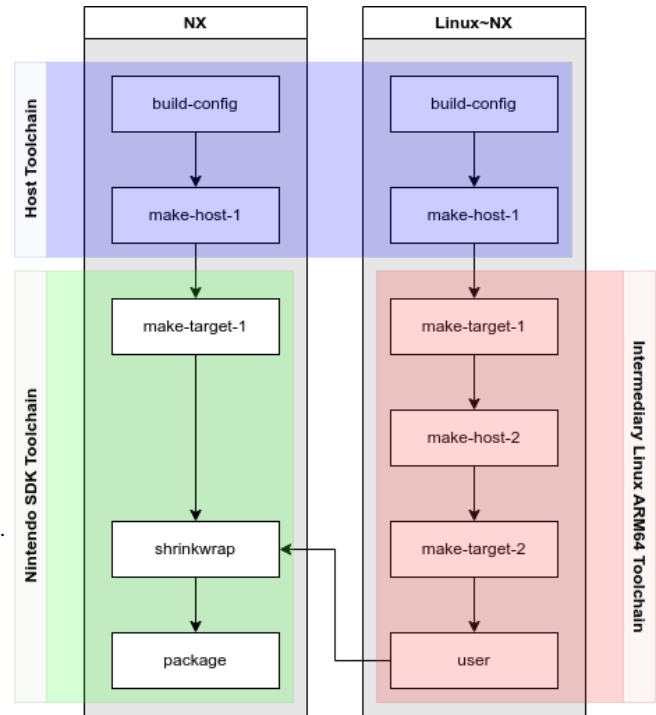 NX
Linux~NX
Host Toolchain
build-config
build-config
make-host-1
make-host-1
Nintendo SDK Toolchain
make-target-1
make-target-1
Intermediary Linux ARM64 Toolchain
make-host-2
.
shrinkwrap
make-target-2
package
user